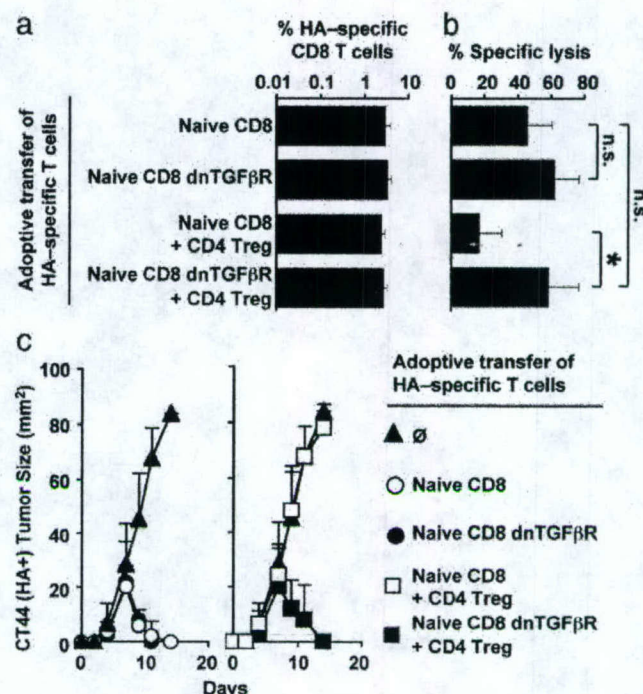 a
% HA–specific
CD8 T cells
b
% Specific lysis
0.01 0.1 1 10
0 20 40 60 80
Adoptive transfer of
HA–specific T cells
Naive CD8
Naive CD8 dnTGFβR
Naive CD8
+ CD4 Treg
Naive CD8 dnTGFβR
+ CD4 Treg
n.s.
n.s.
*
C
CT44 (HA+) Tumor Size (mm²)
100
80
60
40
20
0
0 10 20
0 10 20
Days
Adoptive transfer of
HA–specific T cells
ø
Naive CD8
Naive CD8 dnTGFβR
Naive CD8
+ CD4 Treg
Naive CD8 dnTGFβR
+ CD4 Treg